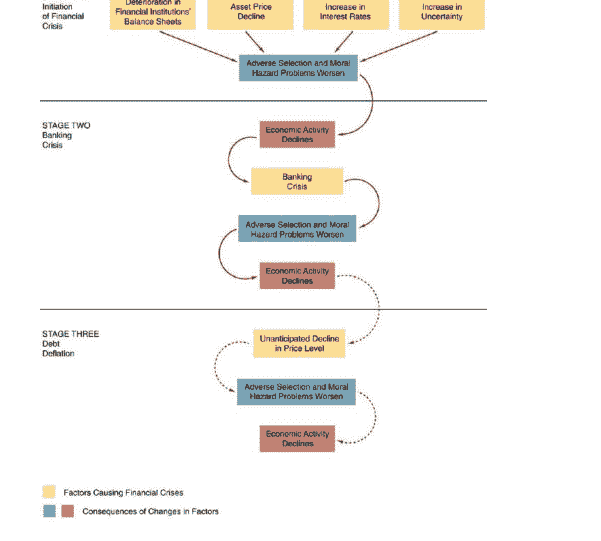 Initiation
of Financial
Crisis
Deterioration in
Financial Institutions'
Balance Sheets
Asset Price
Decline
Increase in
Interest Rates
Increase in
Uncertainty
Adverse Selection and Moral
Hazard Problems Worsen
STAGE TWO
Banking
Crisis
Economic Activity
Declines
Banking
Crisis
Adverse Selection and Moral
Hazard Problems Worsen
Economic Activity
Declines
STAGE THREE
Debt
Deflation
Unanticipated Decline
in Price Level
Adverse Selection and Moral
Hazard Problems Worsen
Economic Activity
Declines
Factors Causing Financial Crises
Consequences of Changes in Factors